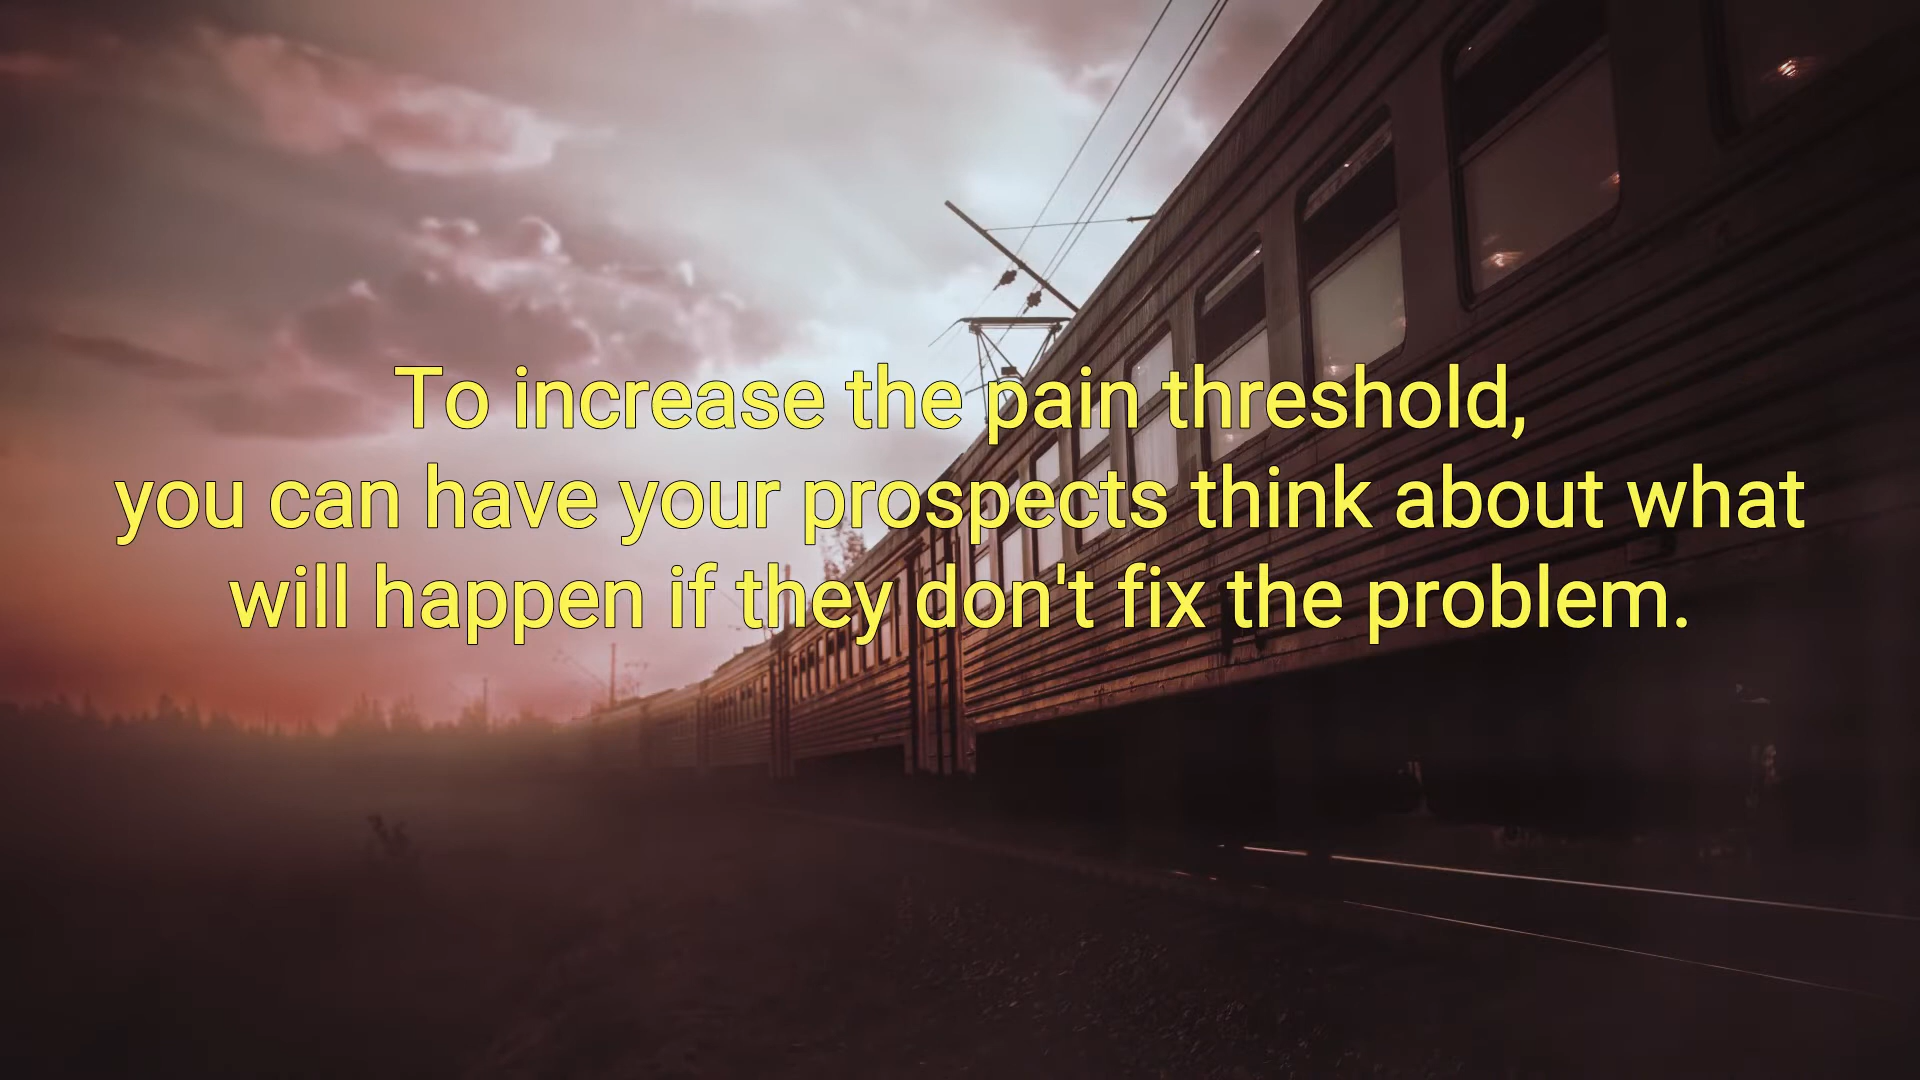 To increase the pain threshold,
you can have your prospects think about what
will happen if they don't fix the problem.